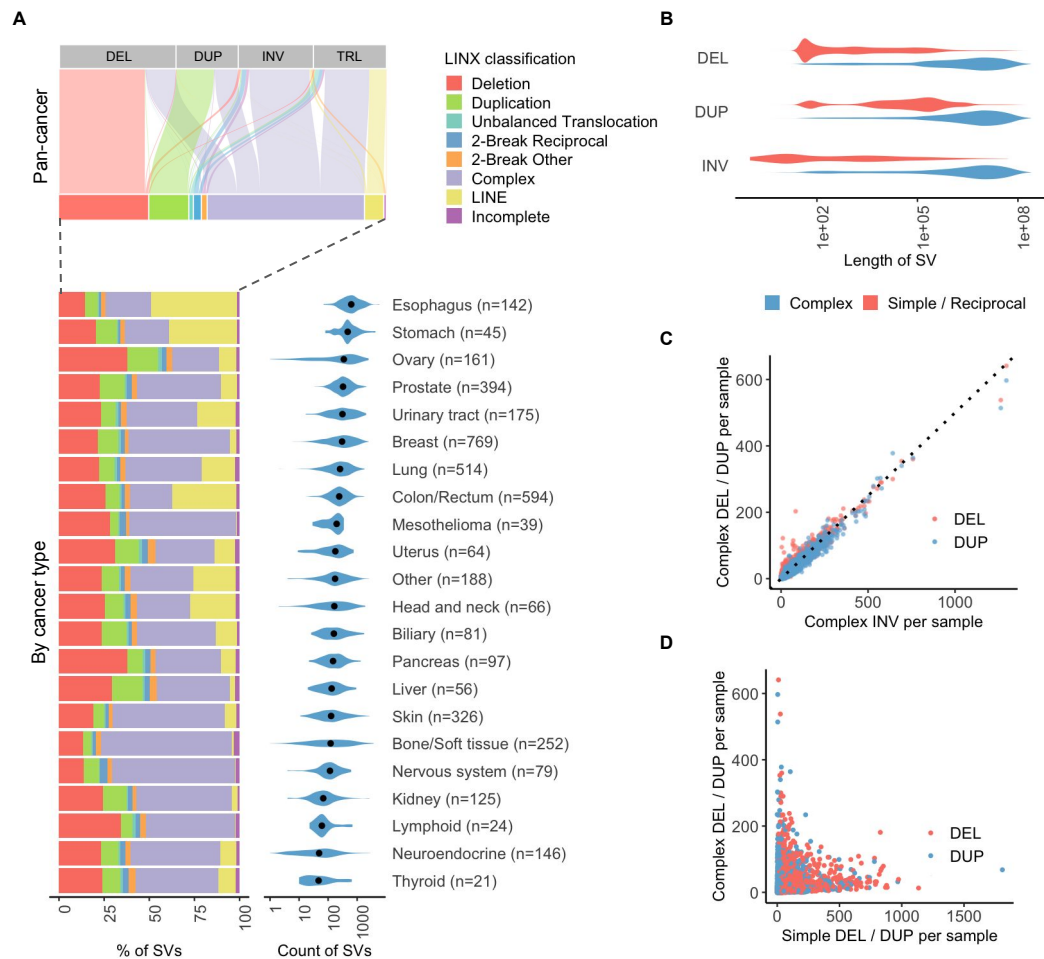 A
DEL DUP INV TRL
Pan-cancer
LINX classification
Deletion
Duplication
Unbalanced Translocation
2-Break Reciprocal
2-Break Other
Complex
LINE
Incomplete
By cancer type
Esophagus (n=142)
Stomach (n=45)
Ovary (n=161)
Prostate (n=394)
Urinary tract (n=175)
Breast (n=769)
Lung (n=514)
Colon/Rectum (n=594)
Mesothelioma (n=39)
Uterus (n=64)
Other (n=188)
Head and neck (n=66)
Biliary (n=81)
Pancreas (n=97)
Liver (n=56)
Skin (n=326)
Bone/Soft tissue (n=252)
Nervous system (n=79)
Kidney (n=125)
Lymphoid (n=24)
Neuroendocrine (n=146)
Thyroid (n=21)
0 25 50 75 100
% of SVs
1 10 100 1000
Count of SVs
B
DEL
DUP
INV
1e+02 1e+05 1e+08
Length of SV
Complex Simple / Reciprocal
C
Complex DEL / DUP per sample
600
400
200
0
DEL
DUP
0 500 1000
Complex INV per sample
D
Complex DEL / DUP per sample
600
400
200
0
DEL
DUP
0 500 1000 1500
Simple DEL / DUP per sample